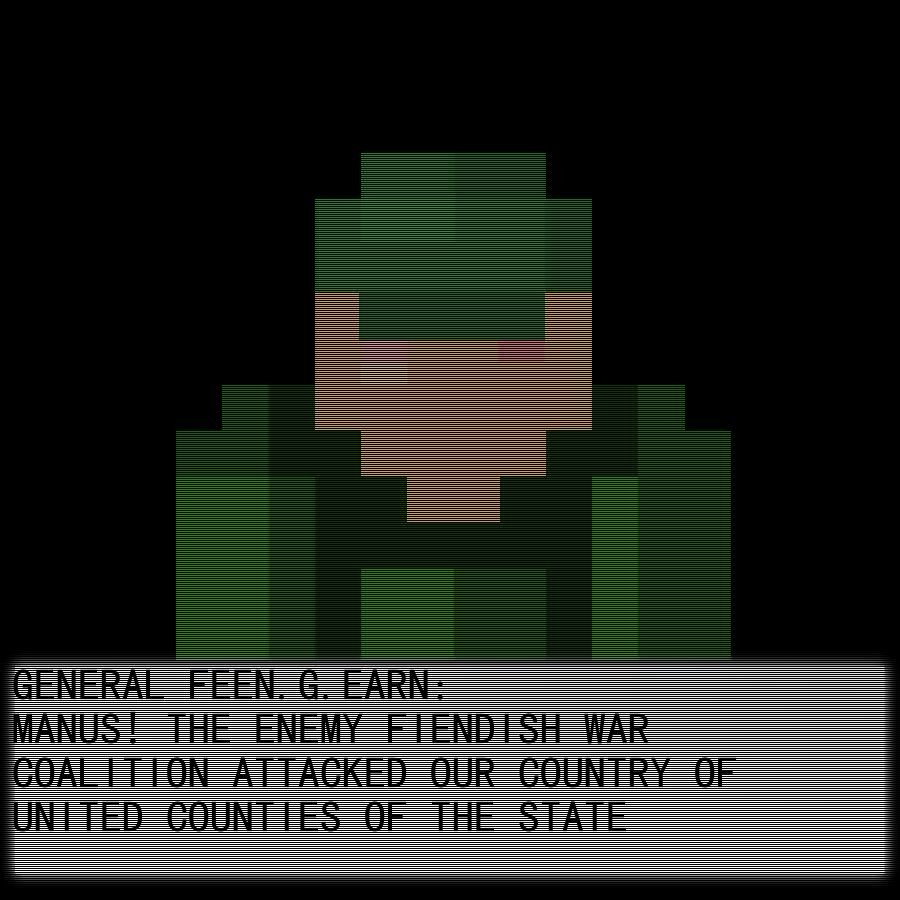 GENERAL FEEN.G.EARN:
MANUS! THE ENEMY FIENDISH WAR
COALITION ATTACKED OUR COUNTRY OF
UNITED COUNTIES OF THE STATE